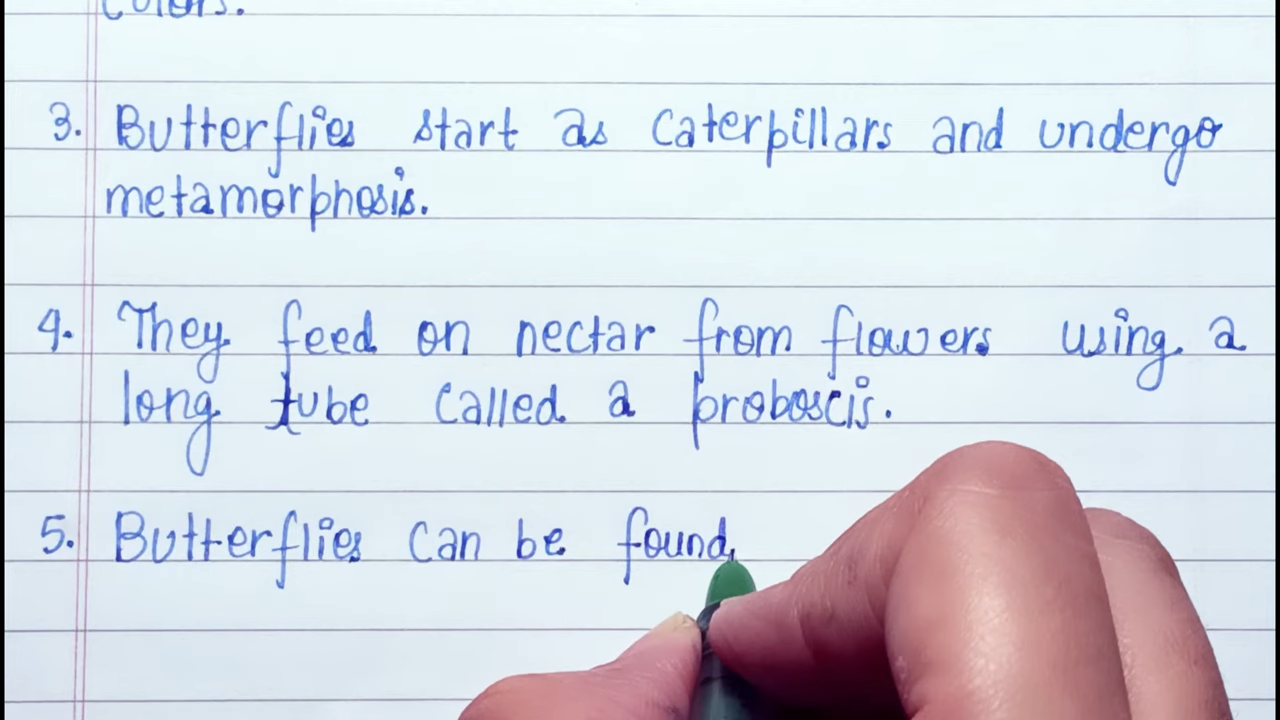 colors.
3. Butterflies start as caterpillars and undergo
metamorphosis.
4. They feed on nectar from flowers using a
long tube called a proboscis.
5. Butterflies can be found